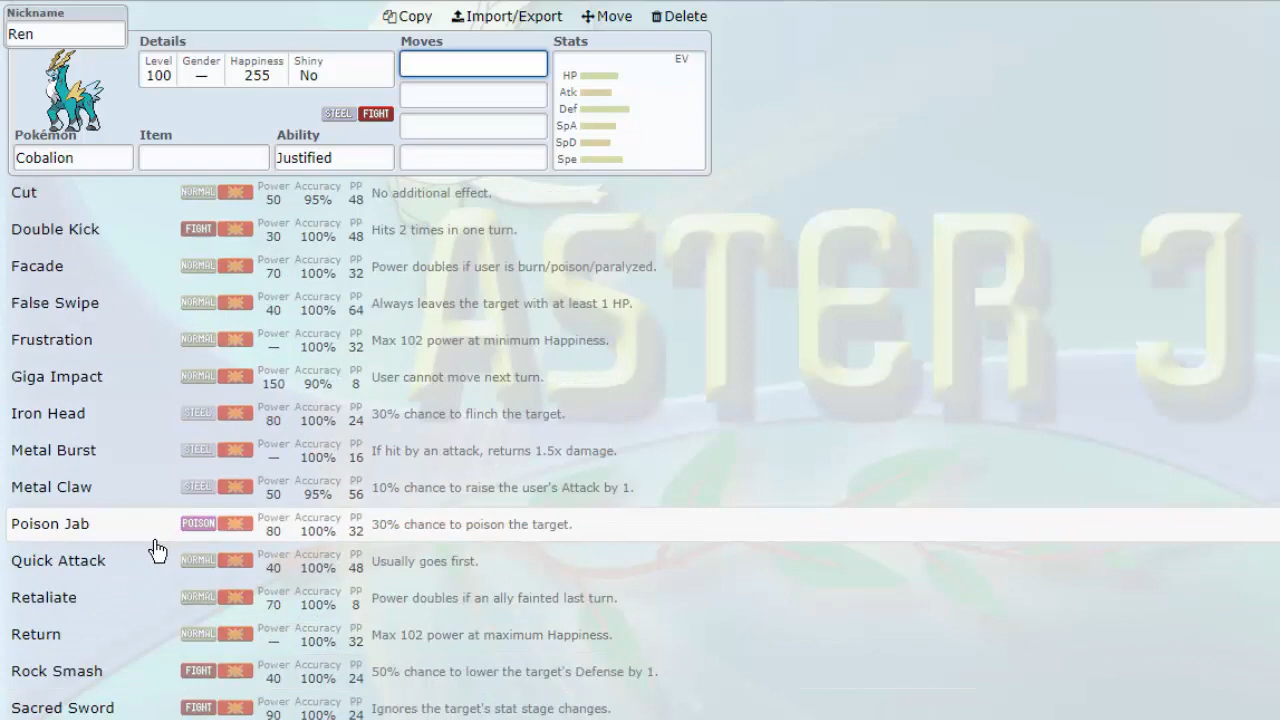 Nickname
Ren
Copy Import/Export Move Delete
Details
Moves
Stats
Level Gender Happiness Shiny
100 — 255 No
EV
HP
Atk
Def
SpA
SpD
Spe
STEEL FIGHT
Pokémon Item Ability
Cobalion Justified
Cut NORMAL Power 50 Accuracy 95% PP 48 No additional effect.
Double Kick FIGHT Power 30 Accuracy 100% PP 48 Hits 2 times in one turn.
Facade NORMAL Power 70 Accuracy 100% PP 32 Power doubles if user is burn/poison/paralyzed.
False Swipe NORMAL Power 40 Accuracy 100% PP 64 Always leaves the target with at least 1 HP.
Frustration NORMAL Power — Accuracy 100% PP 32 Max 102 power at minimum Happiness.
Giga Impact NORMAL Power 150 Accuracy 90% PP 8 User cannot move next turn.
Iron Head STEEL Power 80 Accuracy 100% PP 24 30% chance to flinch the target.
Metal Burst STEEL Power — Accuracy 100% PP 16 If hit by an attack, returns 1.5x damage.
Metal Claw STEEL Power 50 Accuracy 95% PP 56 10% chance to raise the user's Attack by 1.
Poison Jab POISON Power 80 Accuracy 100% PP 32 30% chance to poison the target.
Quick Attack NORMAL Power 40 Accuracy 100% PP 48 Usually goes first.
Retaliate NORMAL Power 70 Accuracy 100% PP 8 Power doubles if an ally fainted last turn.
Return NORMAL Power — Accuracy 100% PP 32 Max 102 power at maximum Happiness.
Rock Smash FIGHT Power 40 Accuracy 100% PP 24 50% chance to lower the target's Defense by 1.
Sacred Sword FIGHT Power 90 Accuracy 100% PP 24 Ignores the target's stat stage changes.
ASTER J